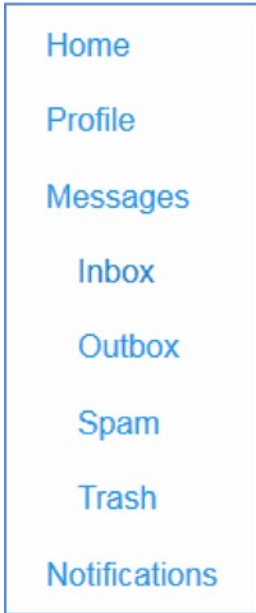 Home
Profile
Messages
Inbox
Outbox
Spam
Trash
Notifications